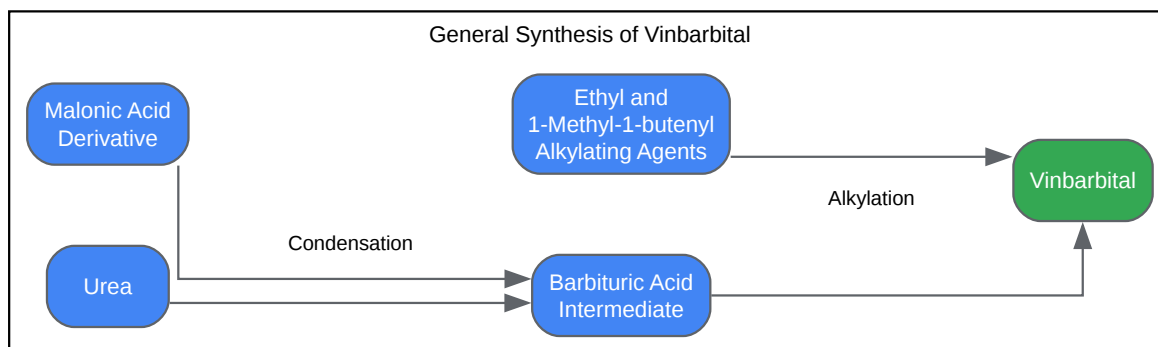 General Synthesis of Vinbarbital
Malonic Acid
Derivative
Ethyl and
1-Methyl-1-butenyl
Alkylating Agents
Vinbarbital
Alkylation
Condensation
Urea
Barbituric Acid
Intermediate